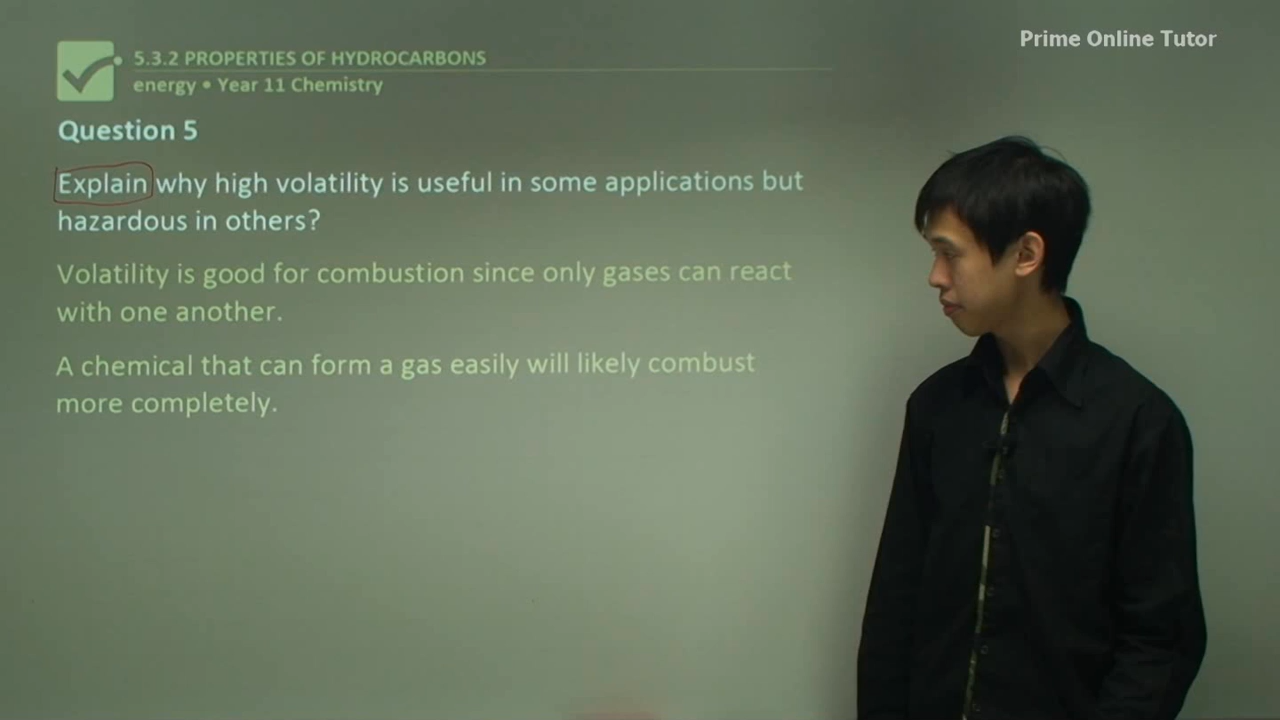 Prime Online Tutor
5.3.2 PROPERTIES OF HYDROCARBONS
energy • Year 11 Chemistry
Question 5
Explain why high volatility is useful in some applications but
hazardous in others?
Volatility is good for combustion since only gases can react
with one another.
A chemical that can form a gas easily will likely combust
more completely.